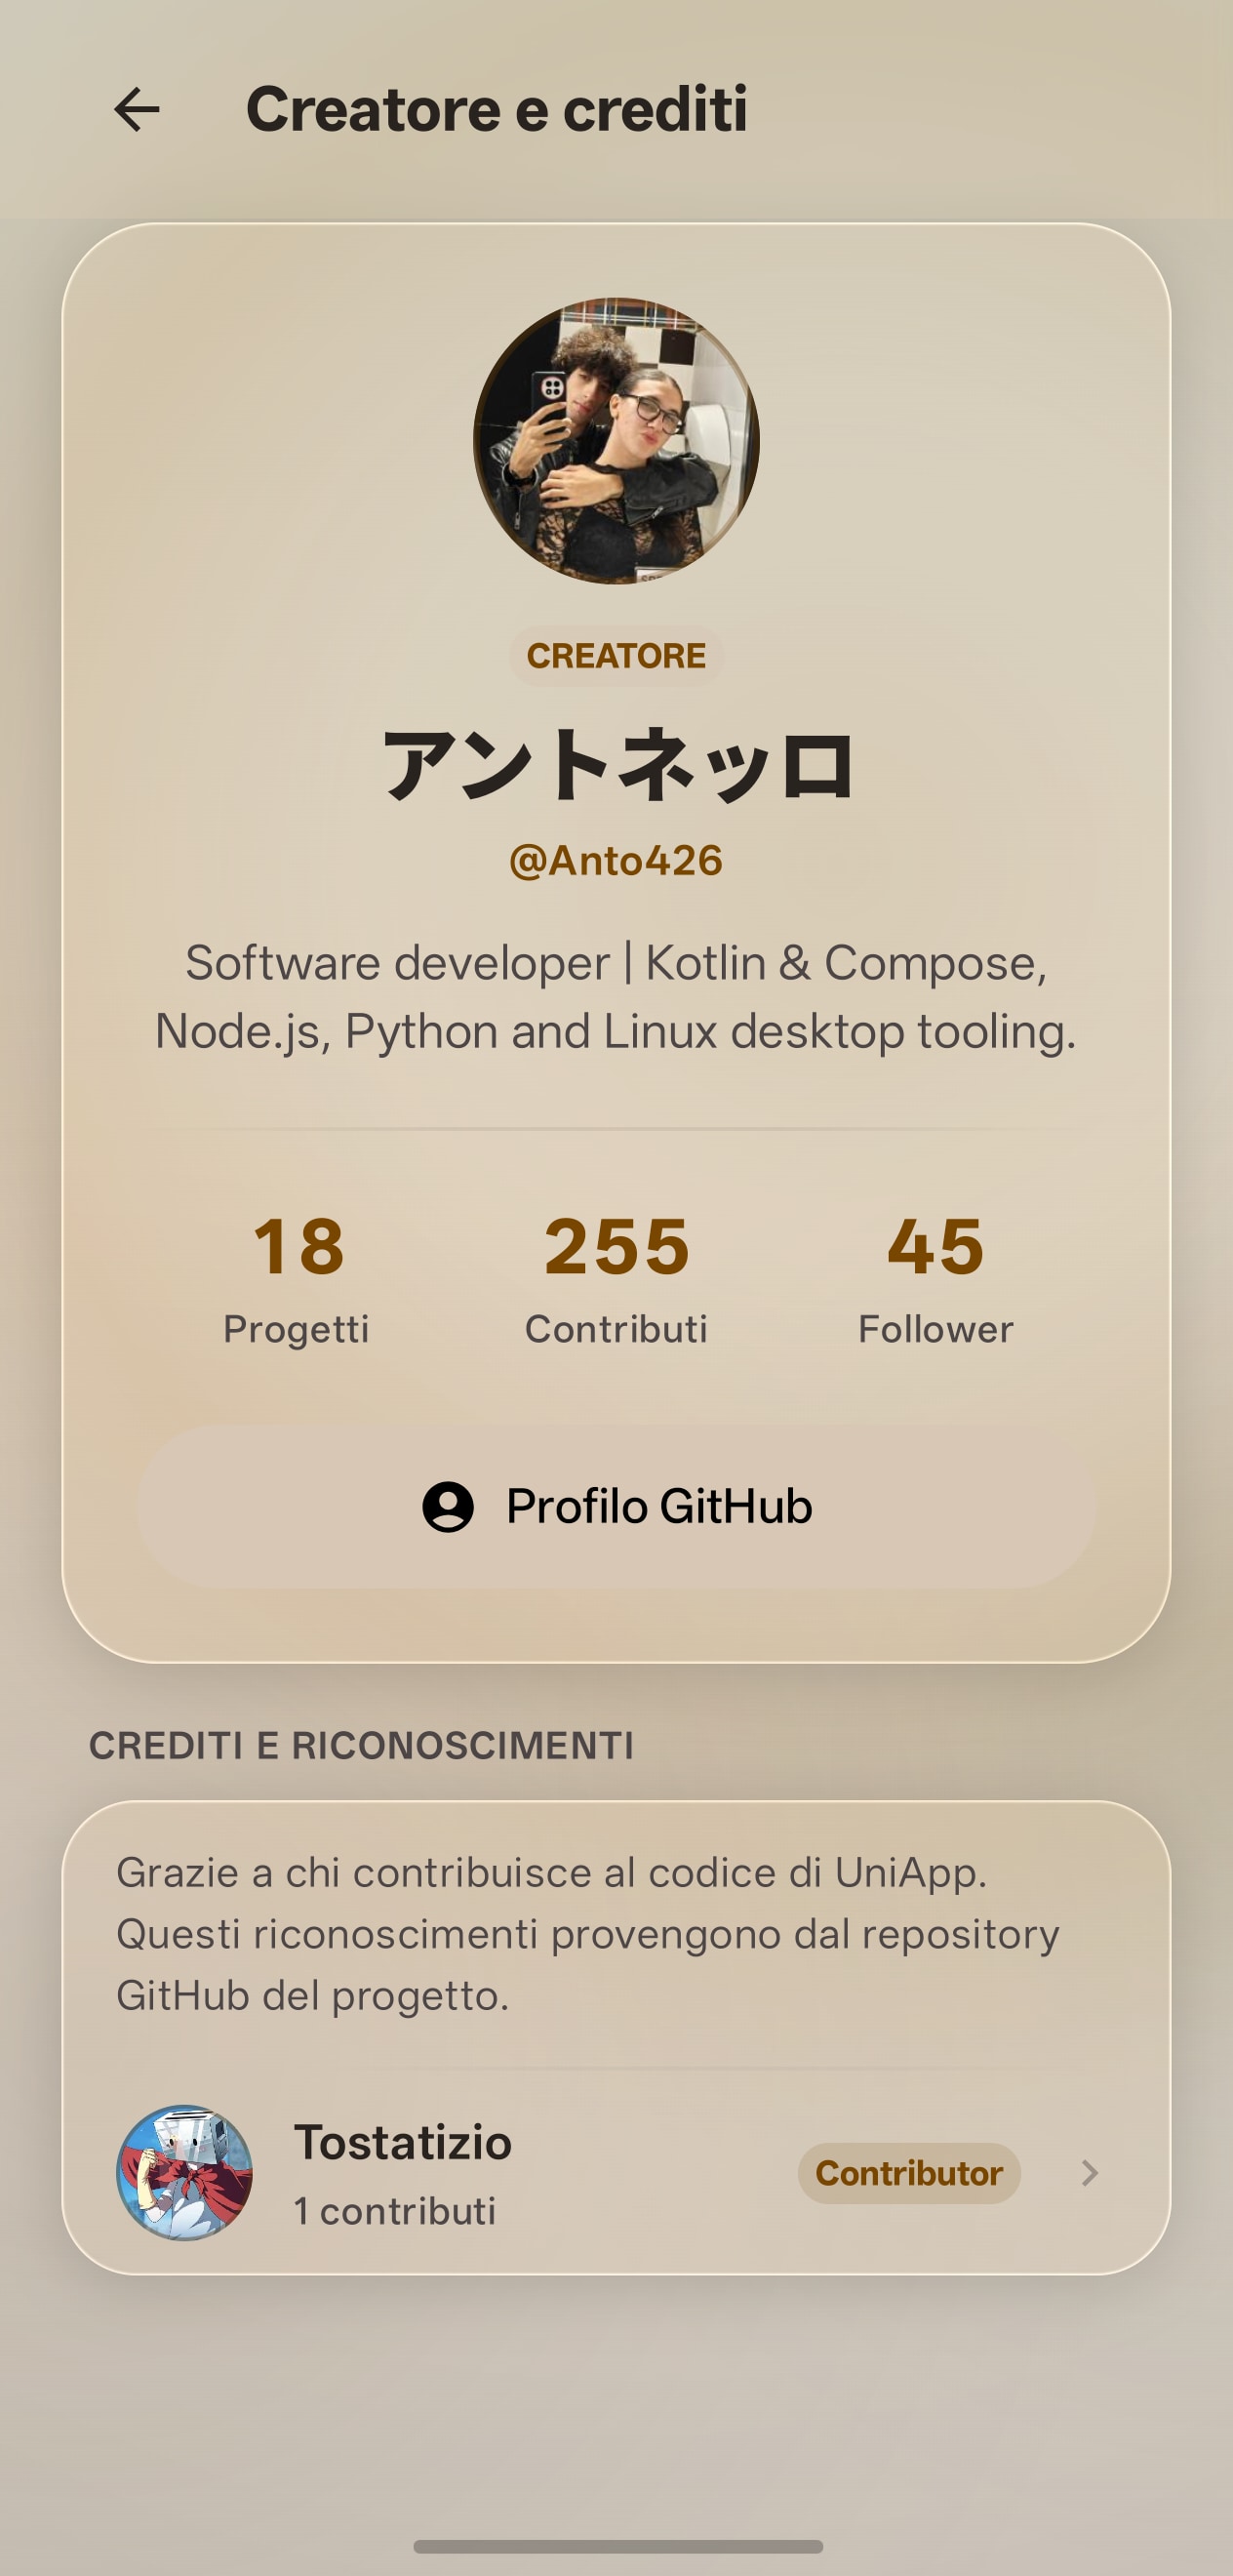 Creatore e crediti
CREATORE
アントネッロ
@Anto426
Software developer | Kotlin & Compose,
Node.js, Python and Linux desktop tooling.
18 255 45
Progetti Contributi Follower
Profilo GitHub
CREDITI E RICONOSCIMENTI
Grazie a chi contribuisce al codice di UniApp.
Questi riconoscimenti provengono dal repository
GitHub del progetto.
Tostatizio
Contributor
1 contributi